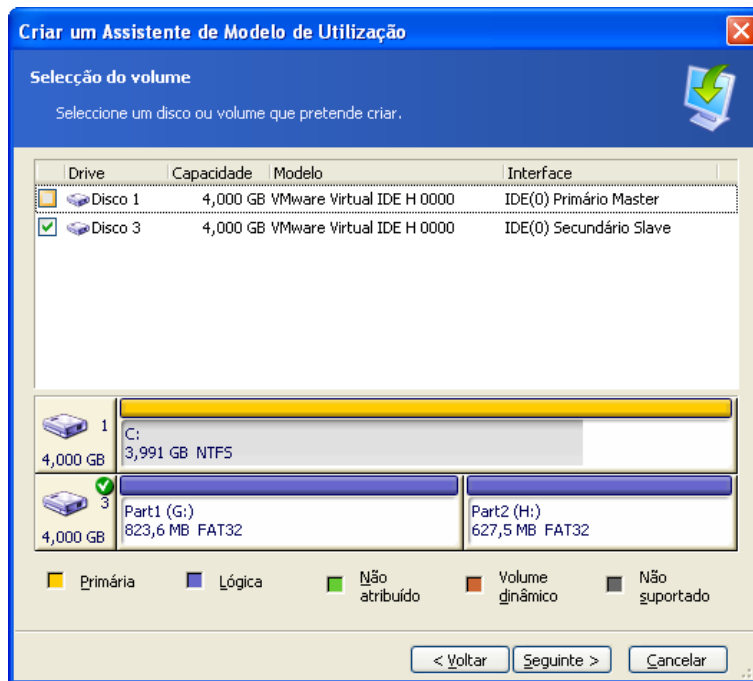 Criar um Assistente de Modelo de Utilização
Selecção do volume
Seleccione um disco ou volume que pretende criar.
Drive Capacidade Modelo Interface
Disco 1 4,000 GB VMware Virtual IDE H 0000 IDE(0) Primário Master
Disco 3 4,000 GB VMware Virtual IDE H 0000 IDE(0) Secundário Slave
1
4,000 GB
C:
3,991 GB NTFS
3
4,000 GB
Part1 (G:)
823,6 MB FAT32
Part2 (H:)
627,5 MB FAT32
Primária
Lógica
Não
atribuído
Volume
dinâmico
Não
suportado
< Voltar Seguinte > Cancelar